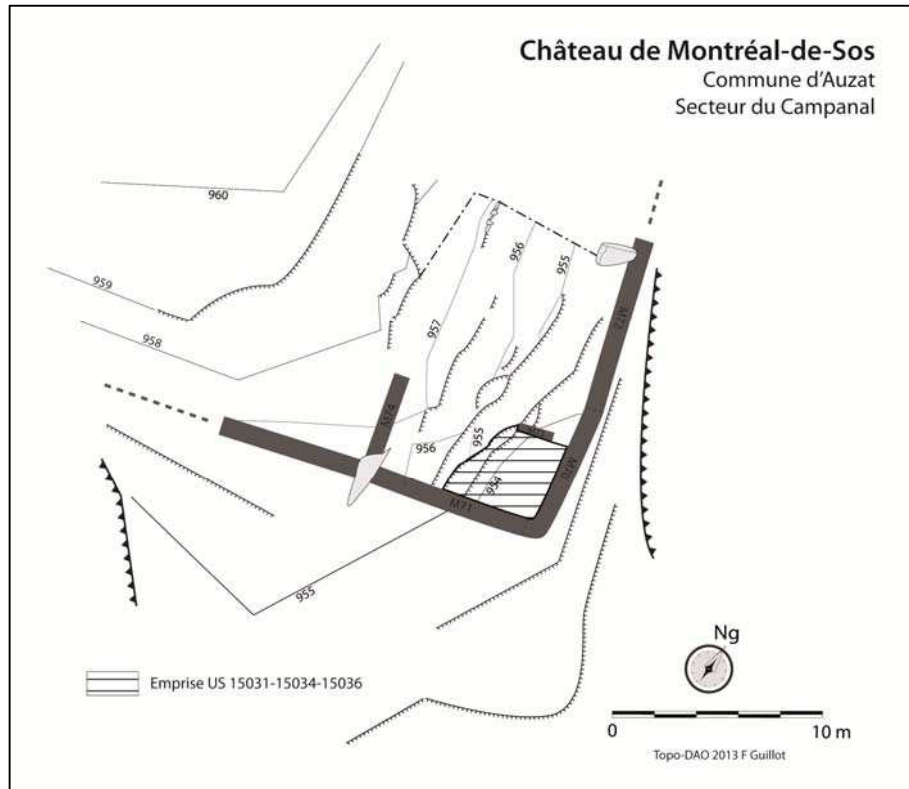 Château de Montréal-de-Sos
Commune d'Auzat
Secteur du Campanal
960
959
958
957
956
955
M72
M74
956
955
954
M70
M71
955
Ng
Emprise US 15031-15034-15036
0 10 m
Topo-DAO 2013 F Guillot